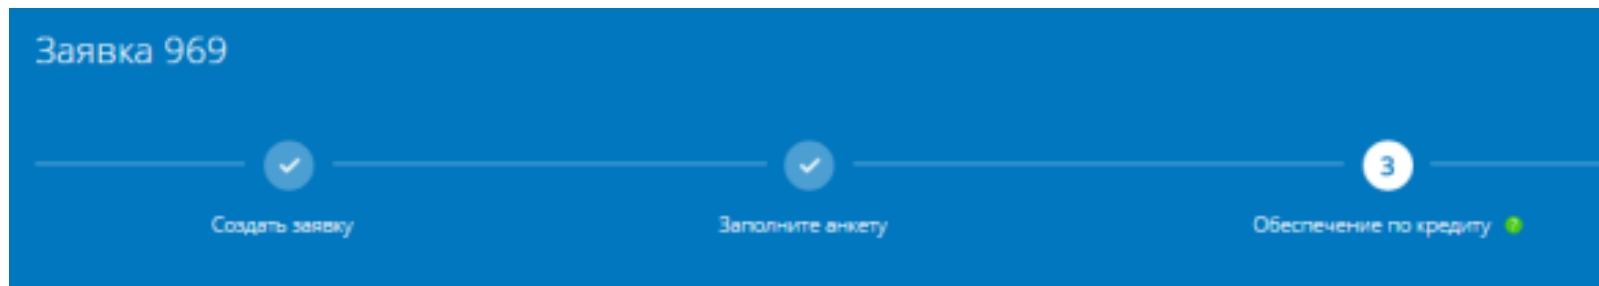 Заявка 969
3
Создать заявку
Заполните анкету
Обеспечение по кредиту ?